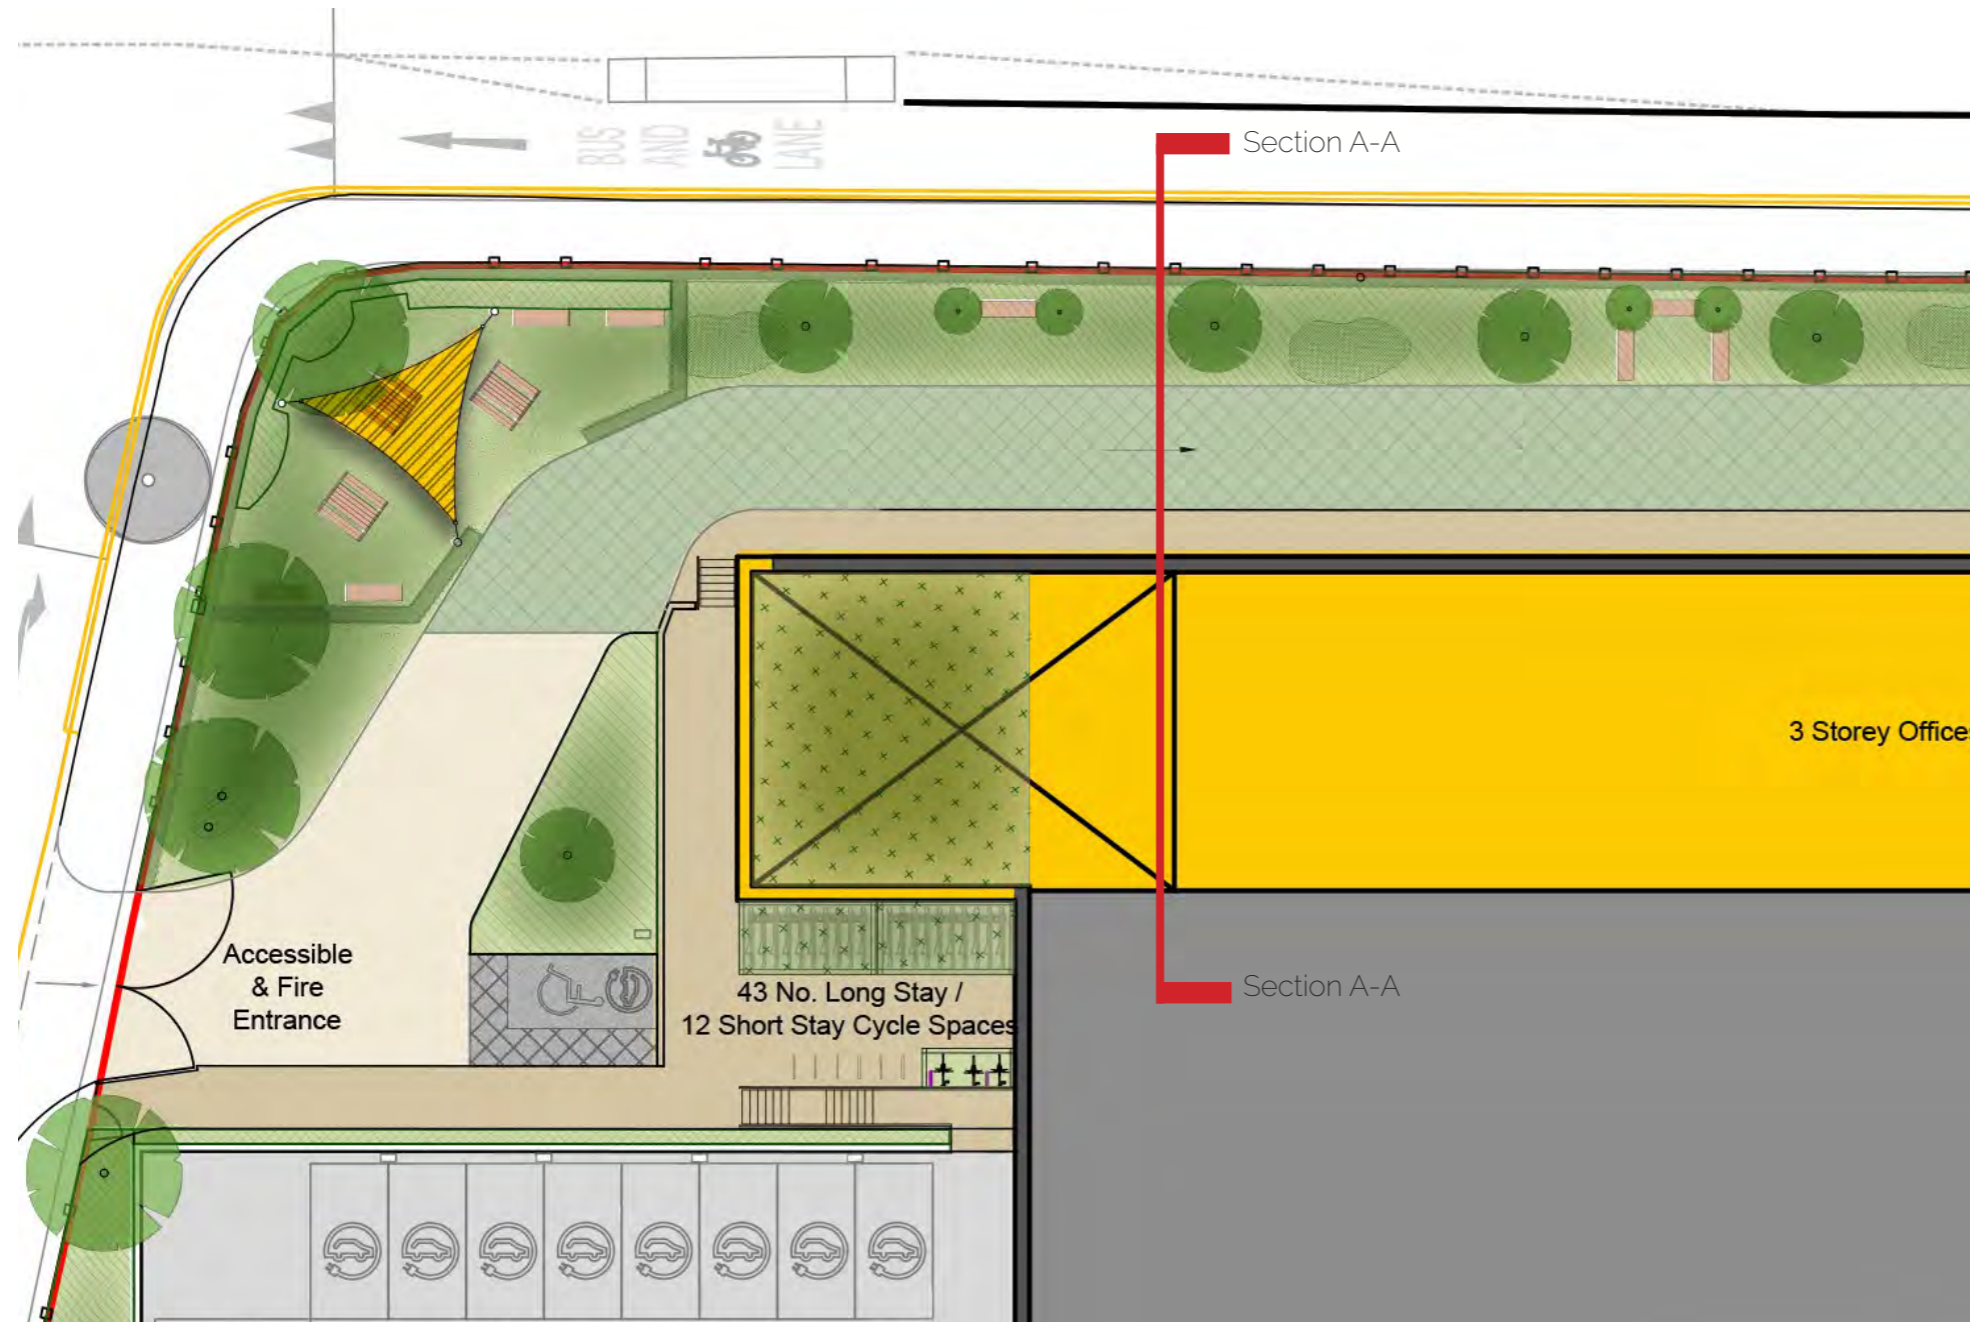 BUS
AND
LANE
Section A-A
3 Storey Offices
Accessible
& Fire
Entrance
43 No. Long Stay /
12 Short Stay Cycle Spaces
Section A-A